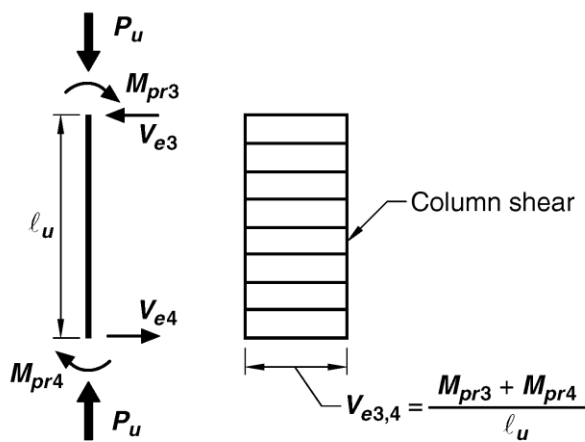 P_u
M_pr3
V_e3
ℓ_u
Column shear
V_e4
M_pr4
P_u
V_e3,4 = (M_pr3 + M_pr4) / ℓ_u